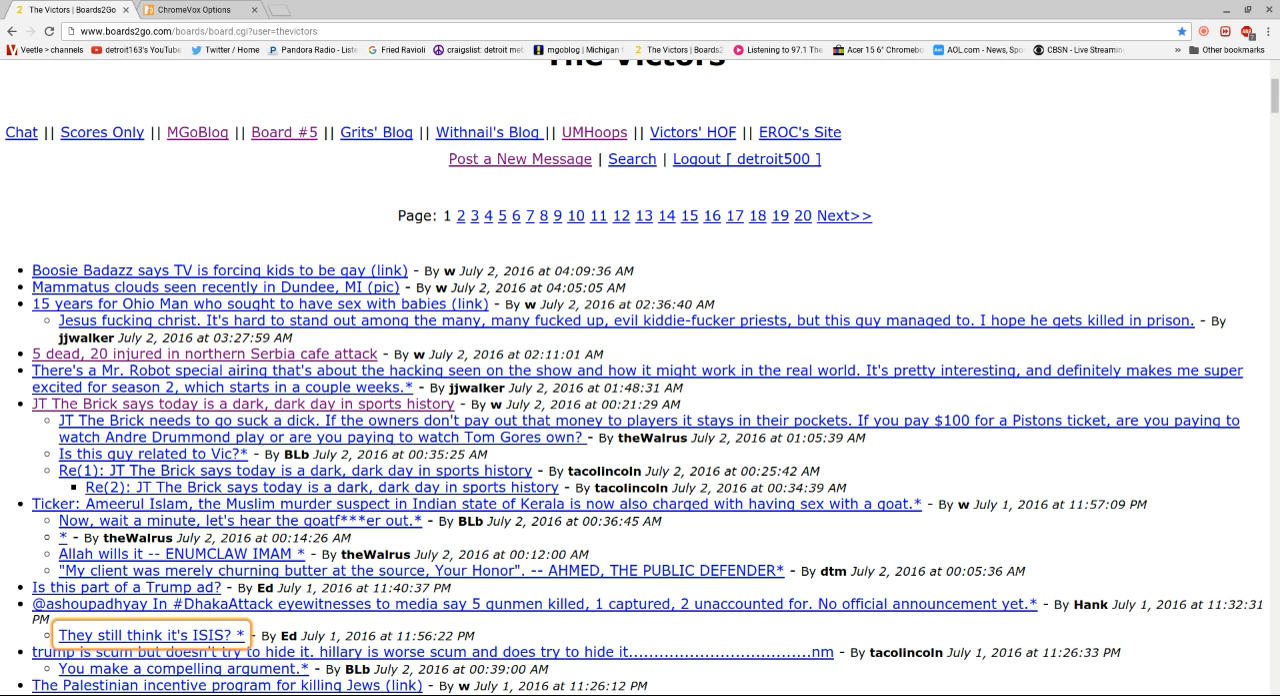 The Victors | Boards2Go
ChromeVox Options
www.boards2go.com/boards/board.cgi?user=thevictors
Veetle > channels detroit163's YouTube Twitter / Home Pandora Radio - Liste Fried Ravioli craigslist: detroit met mgoblog | Michigan The Victors | Boards2 Listening to 97.1 The Acer 15 6" Chromebo AOL.com - News, Spo CBSN - Live Streamin » Other bookmarks
The Victors
Chat || Scores Only || MGoBlog || Board #5 || Grits' Blog || Withnail's Blog || UMHoops || Victors' HOF || EROC's Site
Post a New Message | Search | Logout [ detroit500 ]
Page: 1 2 3 4 5 6 7 8 9 10 11 12 13 14 15 16 17 18 19 20 Next>>
Boosie Badazz says TV is forcing kids to be gay (link) - By w July 2, 2016 at 04:09:36 AM
Mammatus clouds seen recently in Dundee, MI (pic) - By w July 2, 2016 at 04:05:05 AM
15 years for Ohio Man who sought to have sex with babies (link) - By w July 2, 2016 at 02:36:40 AM
Jesus fucking christ. It's hard to stand out among the many, many fucked up, evil kiddie-fucker priests, but this guy managed to. I hope he gets killed in prison. - By
jjwalker July 2, 2016 at 03:27:59 AM
5 dead, 20 injured in northern Serbia cafe attack - By w July 2, 2016 at 02:11:01 AM
There's a Mr. Robot special airing that's about the hacking seen on the show and how it might work in the real world. It's pretty interesting, and definitely makes me super
excited for season 2, which starts in a couple weeks.* - By jjwalker July 2, 2016 at 01:48:31 AM
JT The Brick says today is a dark, dark day in sports history - By w July 2, 2016 at 00:21:29 AM
JT The Brick needs to go suck a dick. If the owners don't pay out that money to players it stays in their pockets. If you pay $100 for a Pistons ticket, are you paying to
watch Andre Drummond play or are you paying to watch Tom Gores own? - By theWalrus July 2, 2016 at 01:05:39 AM
Is this guy related to Vic?* - By BLb July 2, 2016 at 00:35:25 AM
Re(1): JT The Brick says today is a dark, dark day in sports history - By tacolincoln July 2, 2016 at 00:25:42 AM
Re(2): JT The Brick says today is a dark, dark day in sports history - By tacolincoln July 2, 2016 at 00:34:39 AM
Ticker: Ameerul Islam, the Muslim murder suspect in Indian state of Kerala is now also charged with having sex with a goat.* - By w July 1, 2016 at 11:57:09 PM
Now, wait a minute, let's hear the goatf***er out.* - By BLb July 2, 2016 at 00:36:45 AM
* - By theWalrus July 2, 2016 at 00:14:26 AM
Allah wills it -- ENUMCLAW IMAM * - By theWalrus July 2, 2016 at 00:12:00 AM
"My client was merely churning butter at the source, Your Honor". -- AHMED, THE PUBLIC DEFENDER* - By dtm July 2, 2016 at 00:05:36 AM
Is this part of a Trump ad? - By Ed July 1, 2016 at 11:40:37 PM
@ashoupadhyay In #DhakaAttack eyewitnesses to media say 5 gunmen killed, 1 captured, 2 unaccounted for. No official announcement yet.* - By Hank July 1, 2016 at 11:32:31
PM
They still think it's ISIS? * - By Ed July 1, 2016 at 11:56:22 PM
trump is scum but doesn't try to hide it. hillary is worse scum and does try to hide it...................................nm - By tacolincoln July 1, 2016 at 11:26:33 PM
You make a compelling argument.* - By BLb July 2, 2016 at 00:39:00 AM
The Palestinian incentive program for killing Jews (link) - By w July 1, 2016 at 11:26:12 PM